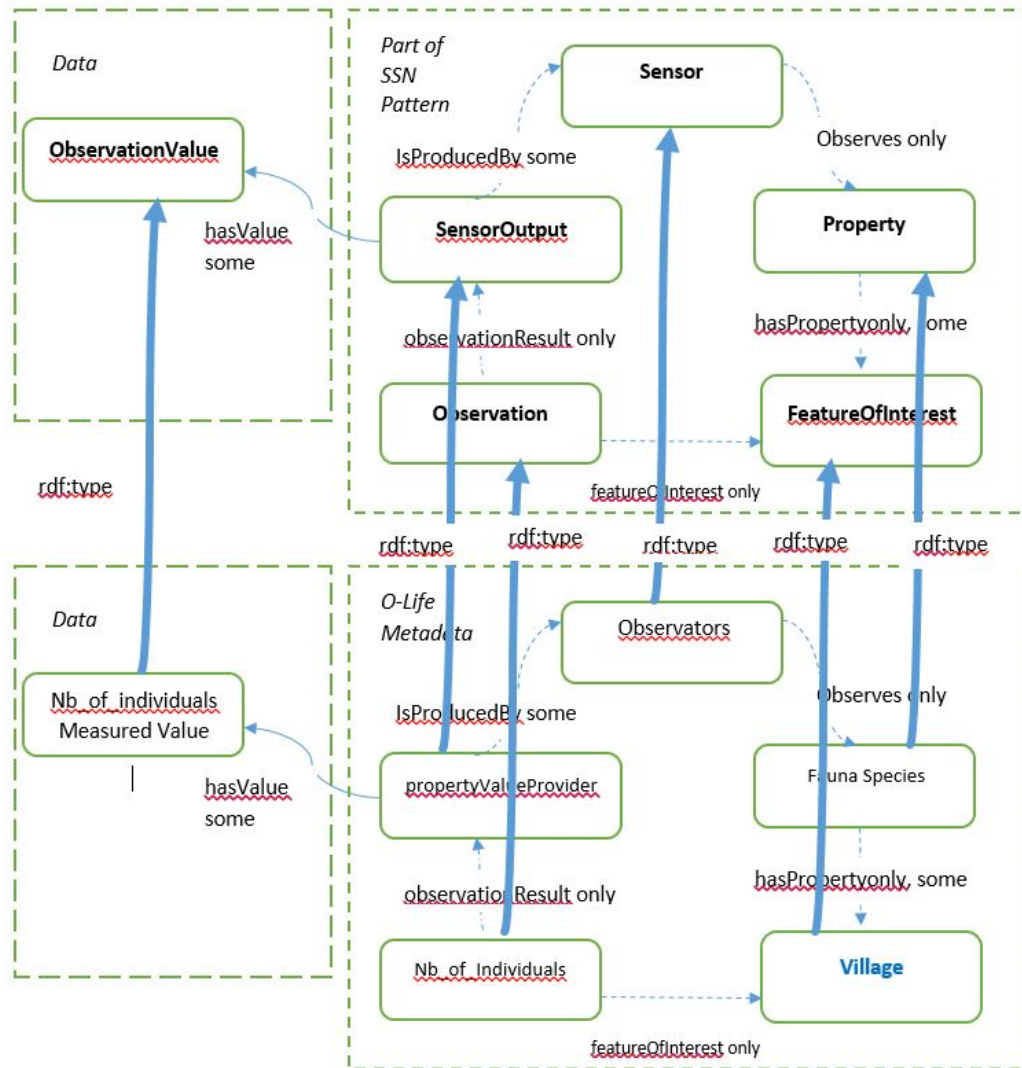 Data
Part of
SSN
Pattern
Sensor
ObservationValue
IsProducedBy some
Observes only
hasValue
some
SensorOutput
Property
observationResult only
hasPropertyonly, some
Observation
FeatureOfInterest
featureOfInterest only
rdf:type
rdf:type
rdf:type
rdf:type
rdf:type
rdf:type
Data
O-Life
Metadata
Observators
Nb_of_individuals
Measured Value
IsProducedBy some
Observes only
hasValue
some
propertyValueProvider
Fauna Species
observationResult only
hasPropertyonly, some
Nb_of_Individuals
Village
featureOfInterest only